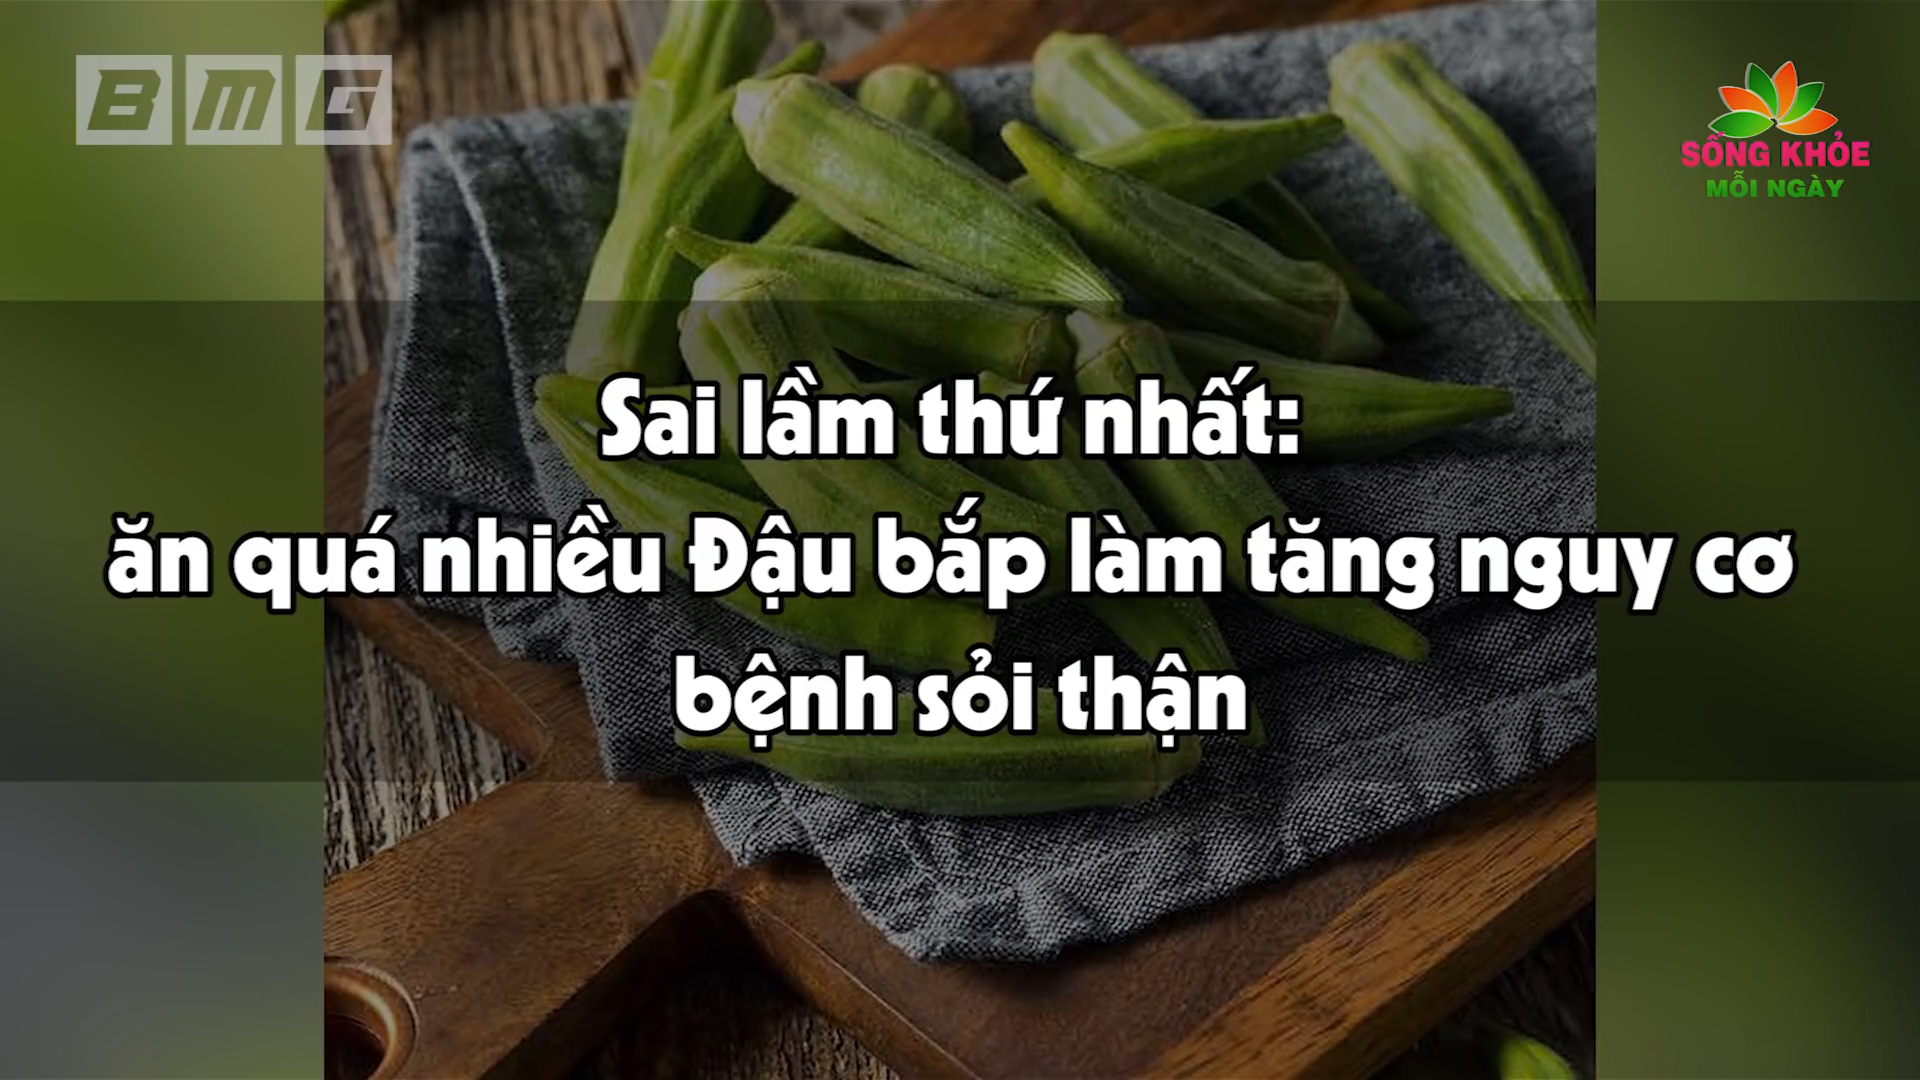 BMG
SỐNG KHỎE
MỖI NGÀY
Sai lầm thứ nhất:
ăn quá nhiều Đậu bắp làm tăng nguy cơ
bệnh sỏi thận